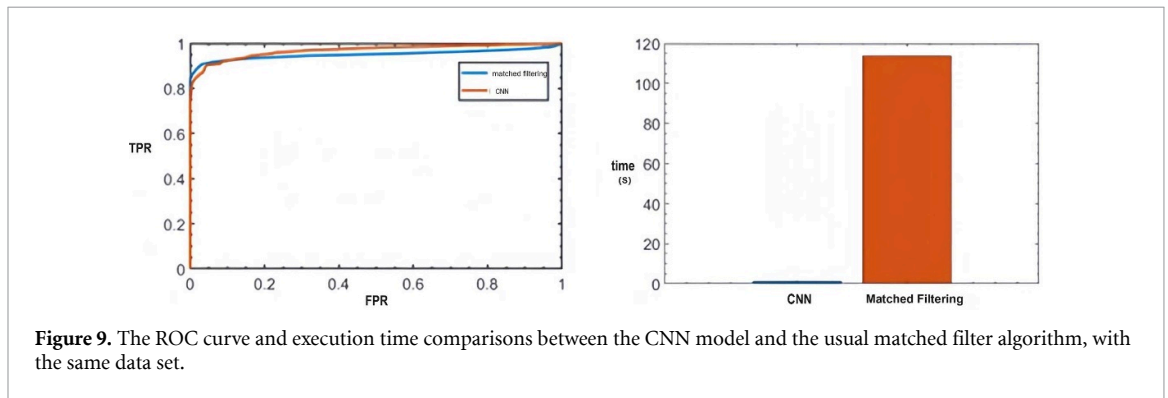 1
0.8
TPR
0.6
0.4
0.2
0
0
0.2
0.4
0.6
0.8
1
FPR
matched filtering
CNN
120
100
80
time
60
(S)
40
20
0
CNN
Matched Filtering
Figure 9. The ROC curve and execution time comparisons between the CNN model and the usual matched filter algorithm, with
the same data set.